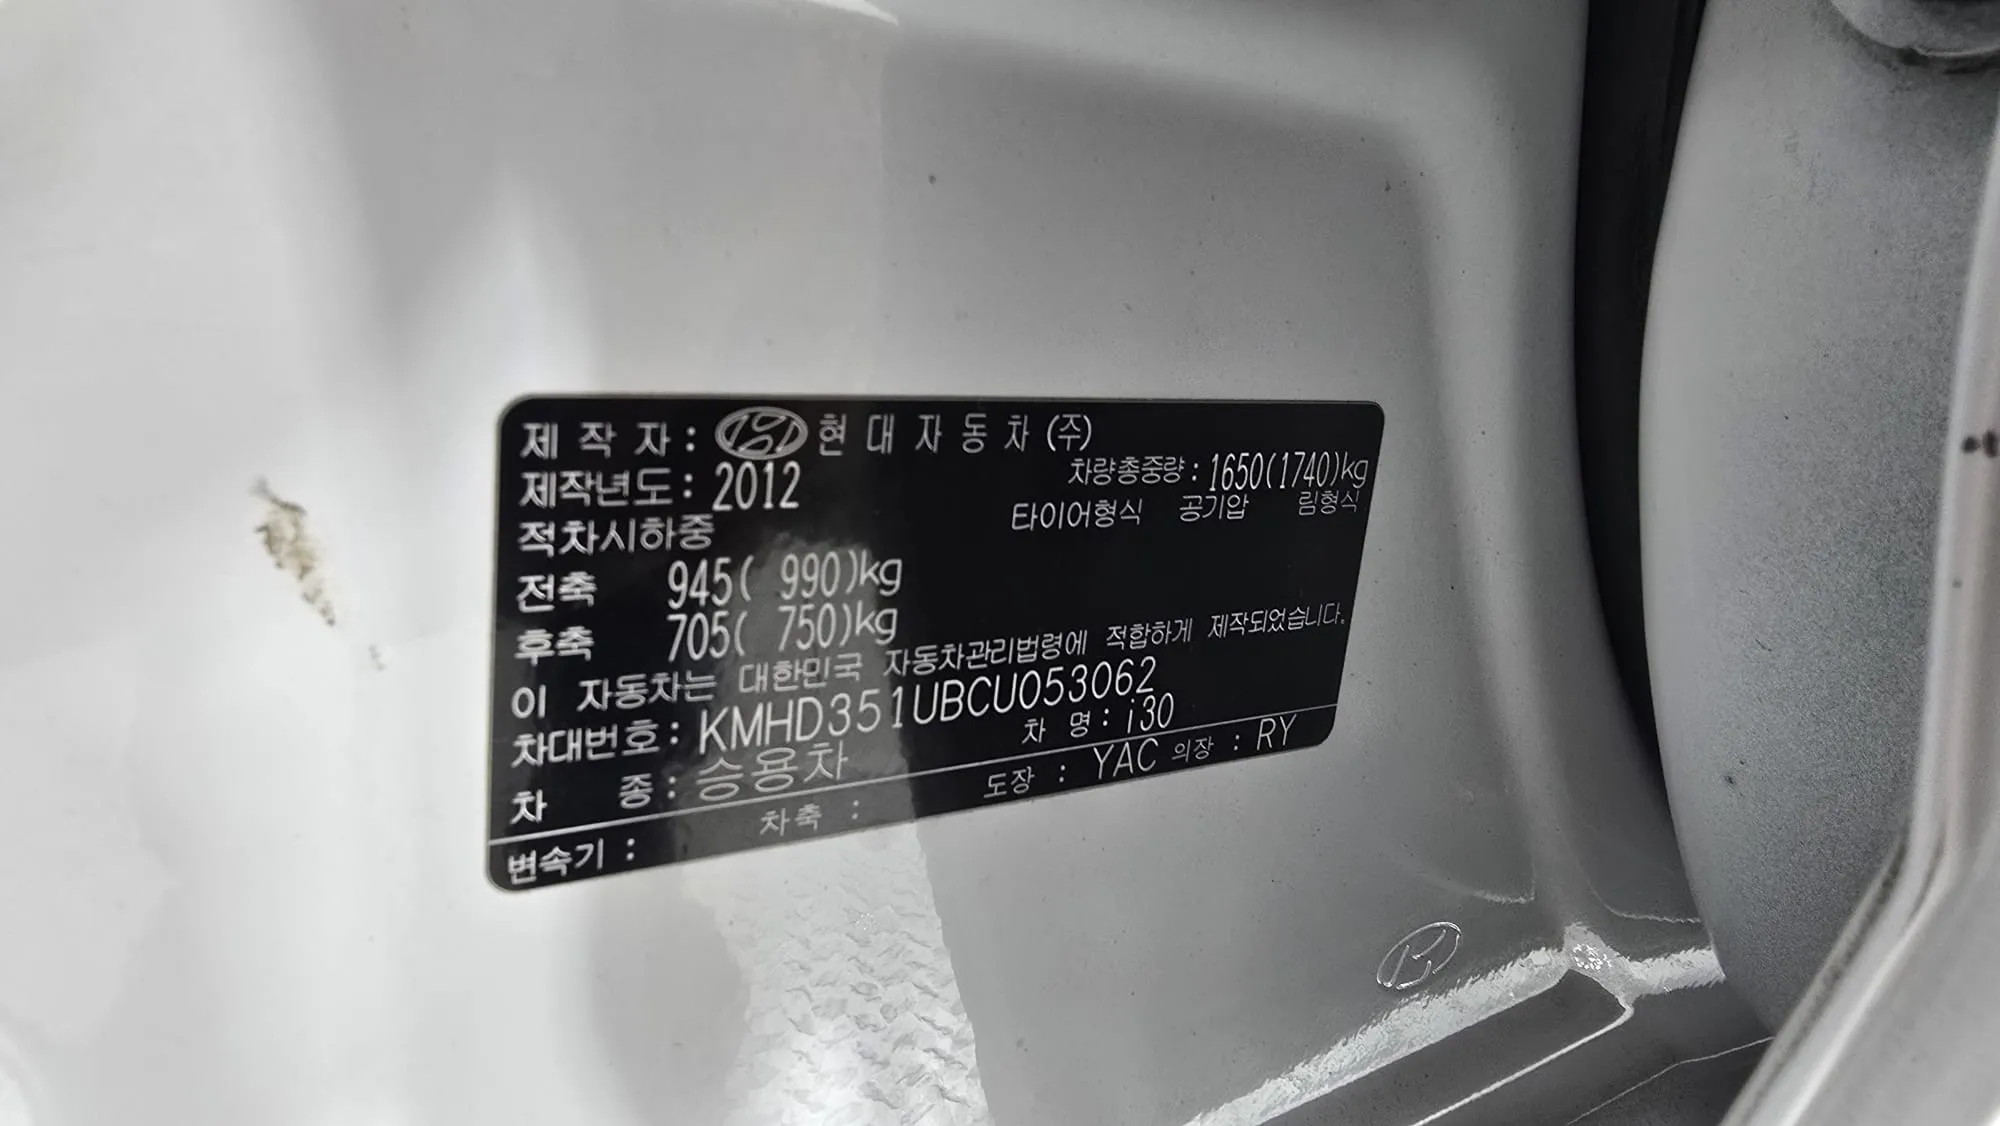 제 작 자 : 현 대 자 동 차 (주)
제작년도 : 2012 차량총중량 : 1650(1740)kg
적차시하중 타이어형식 공기압 림형식
전축 945( 990)kg
후축 705( 750)kg
이 자동차는 대한민국 자동차관리법령에 적합하게 제작되었습니다.
차대번호 : KMHD351UBCU053062
차 종 : 승용차 차 명 : i30
변속기 : 차축 : 도장 : YAC 의장 : RY